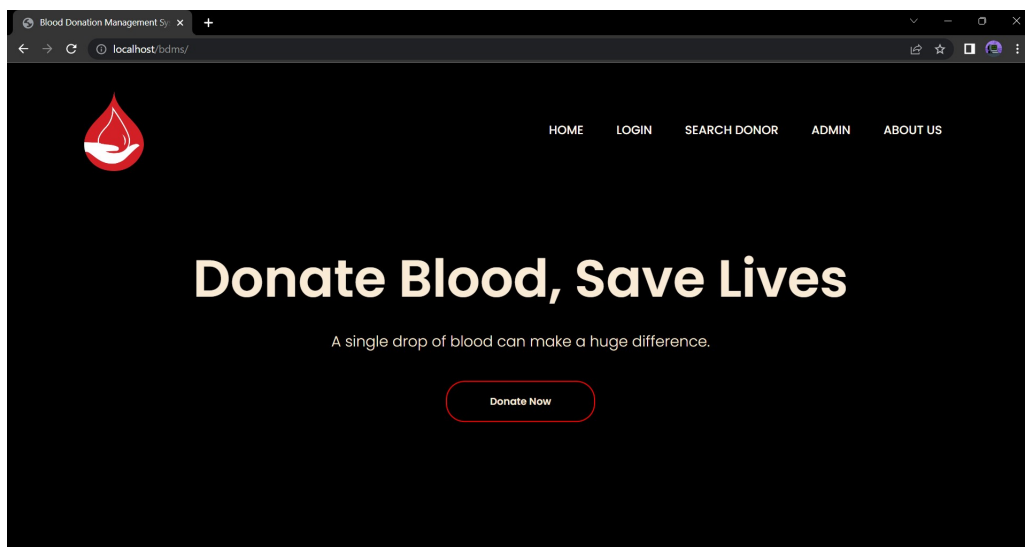 Blood Donation Management Sy
localhost/bdms/
HOME LOGIN SEARCH DONOR ADMIN ABOUT US
Donate Blood, Save Lives
A single drop of blood can make a huge difference.
Donate Now